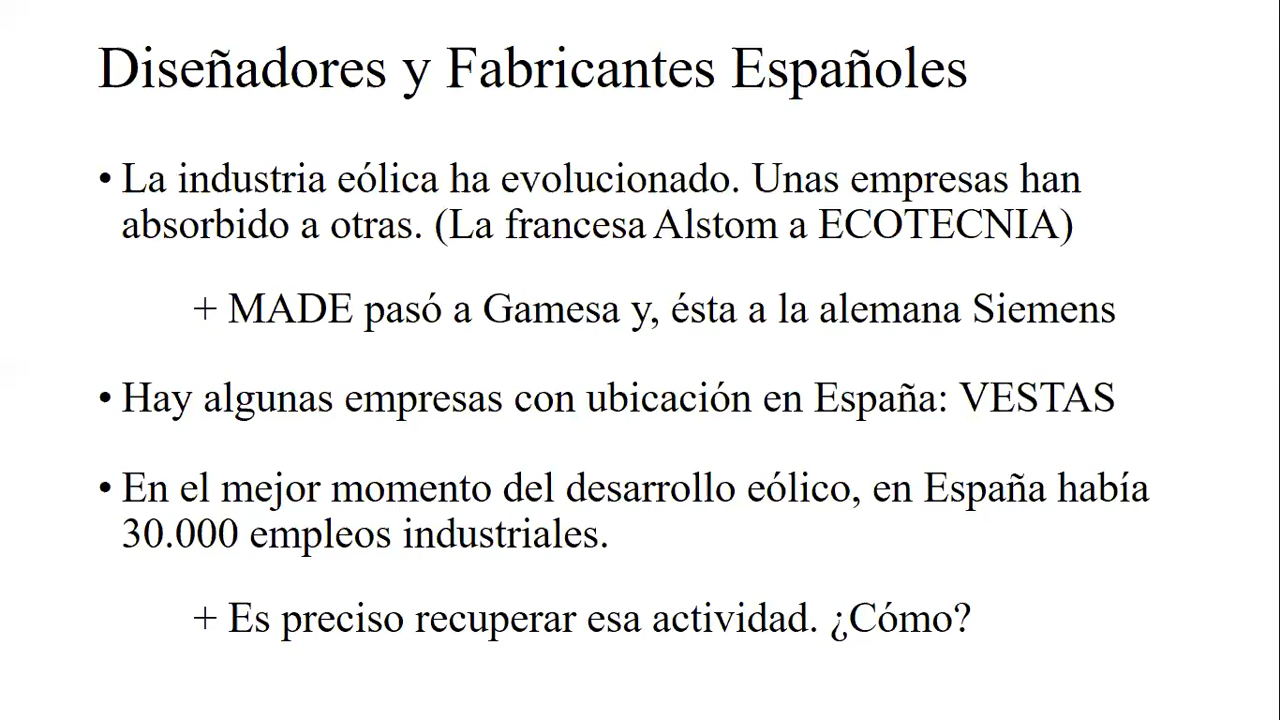 Diseñadores y Fabricantes Españoles
• La industria eólica ha evolucionado. Unas empresas han
absorbido a otras. (La francesa Alstom a ECOTECNIA)
+ MADE pasó a Gamesa y, ésta a la alemana Siemens
• Hay algunas empresas con ubicación en España: VESTAS
• En el mejor momento del desarrollo eólico, en España había
30.000 empleos industriales.
+ Es preciso recuperar esa actividad. ¿Cómo?